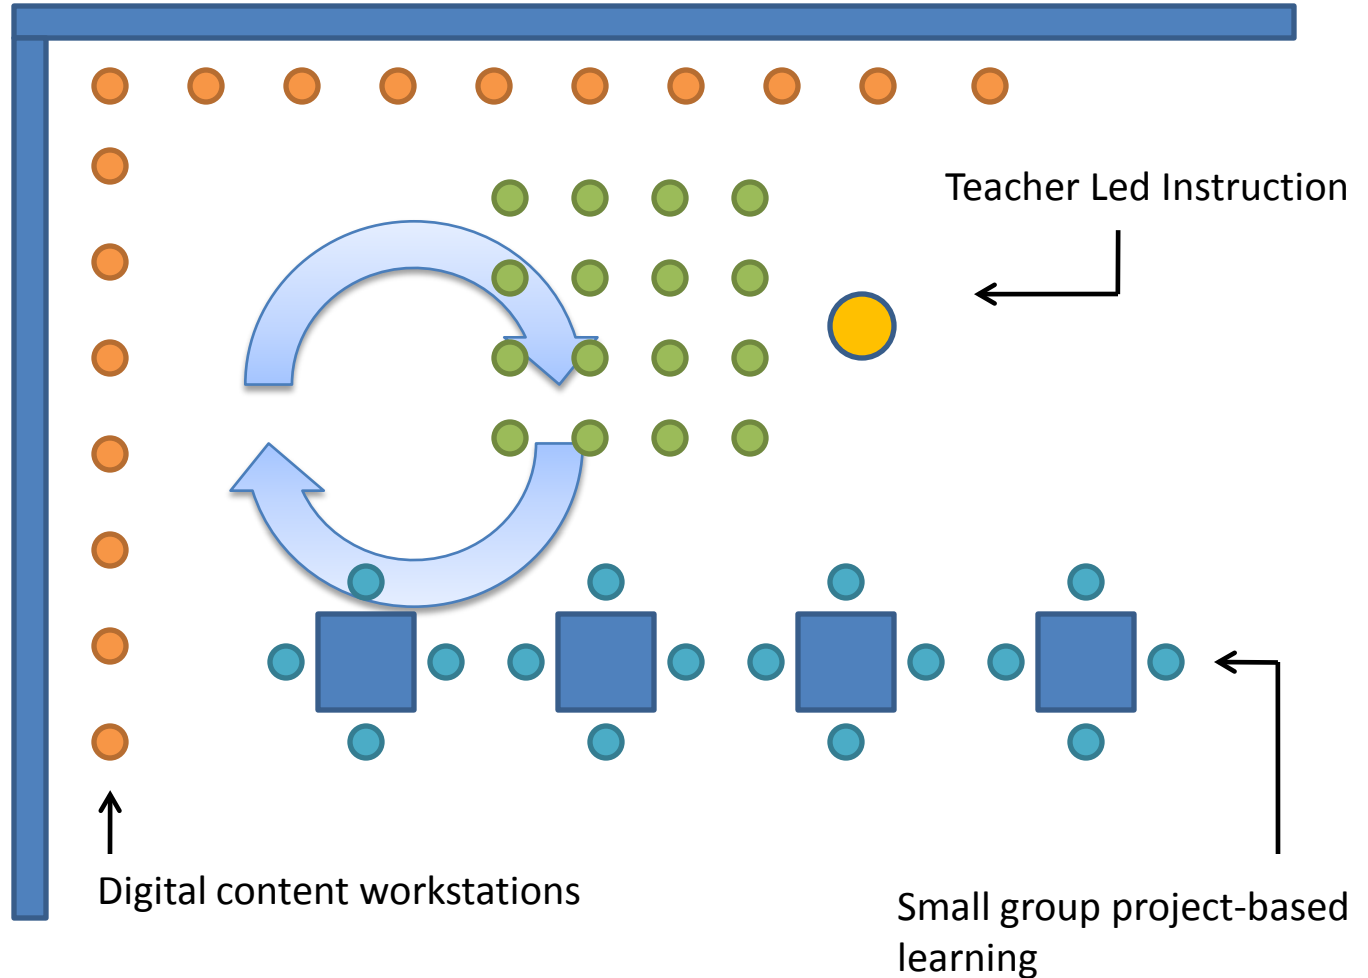 Teacher Led Instruction
Digital content workstations
Small group project-based
learning